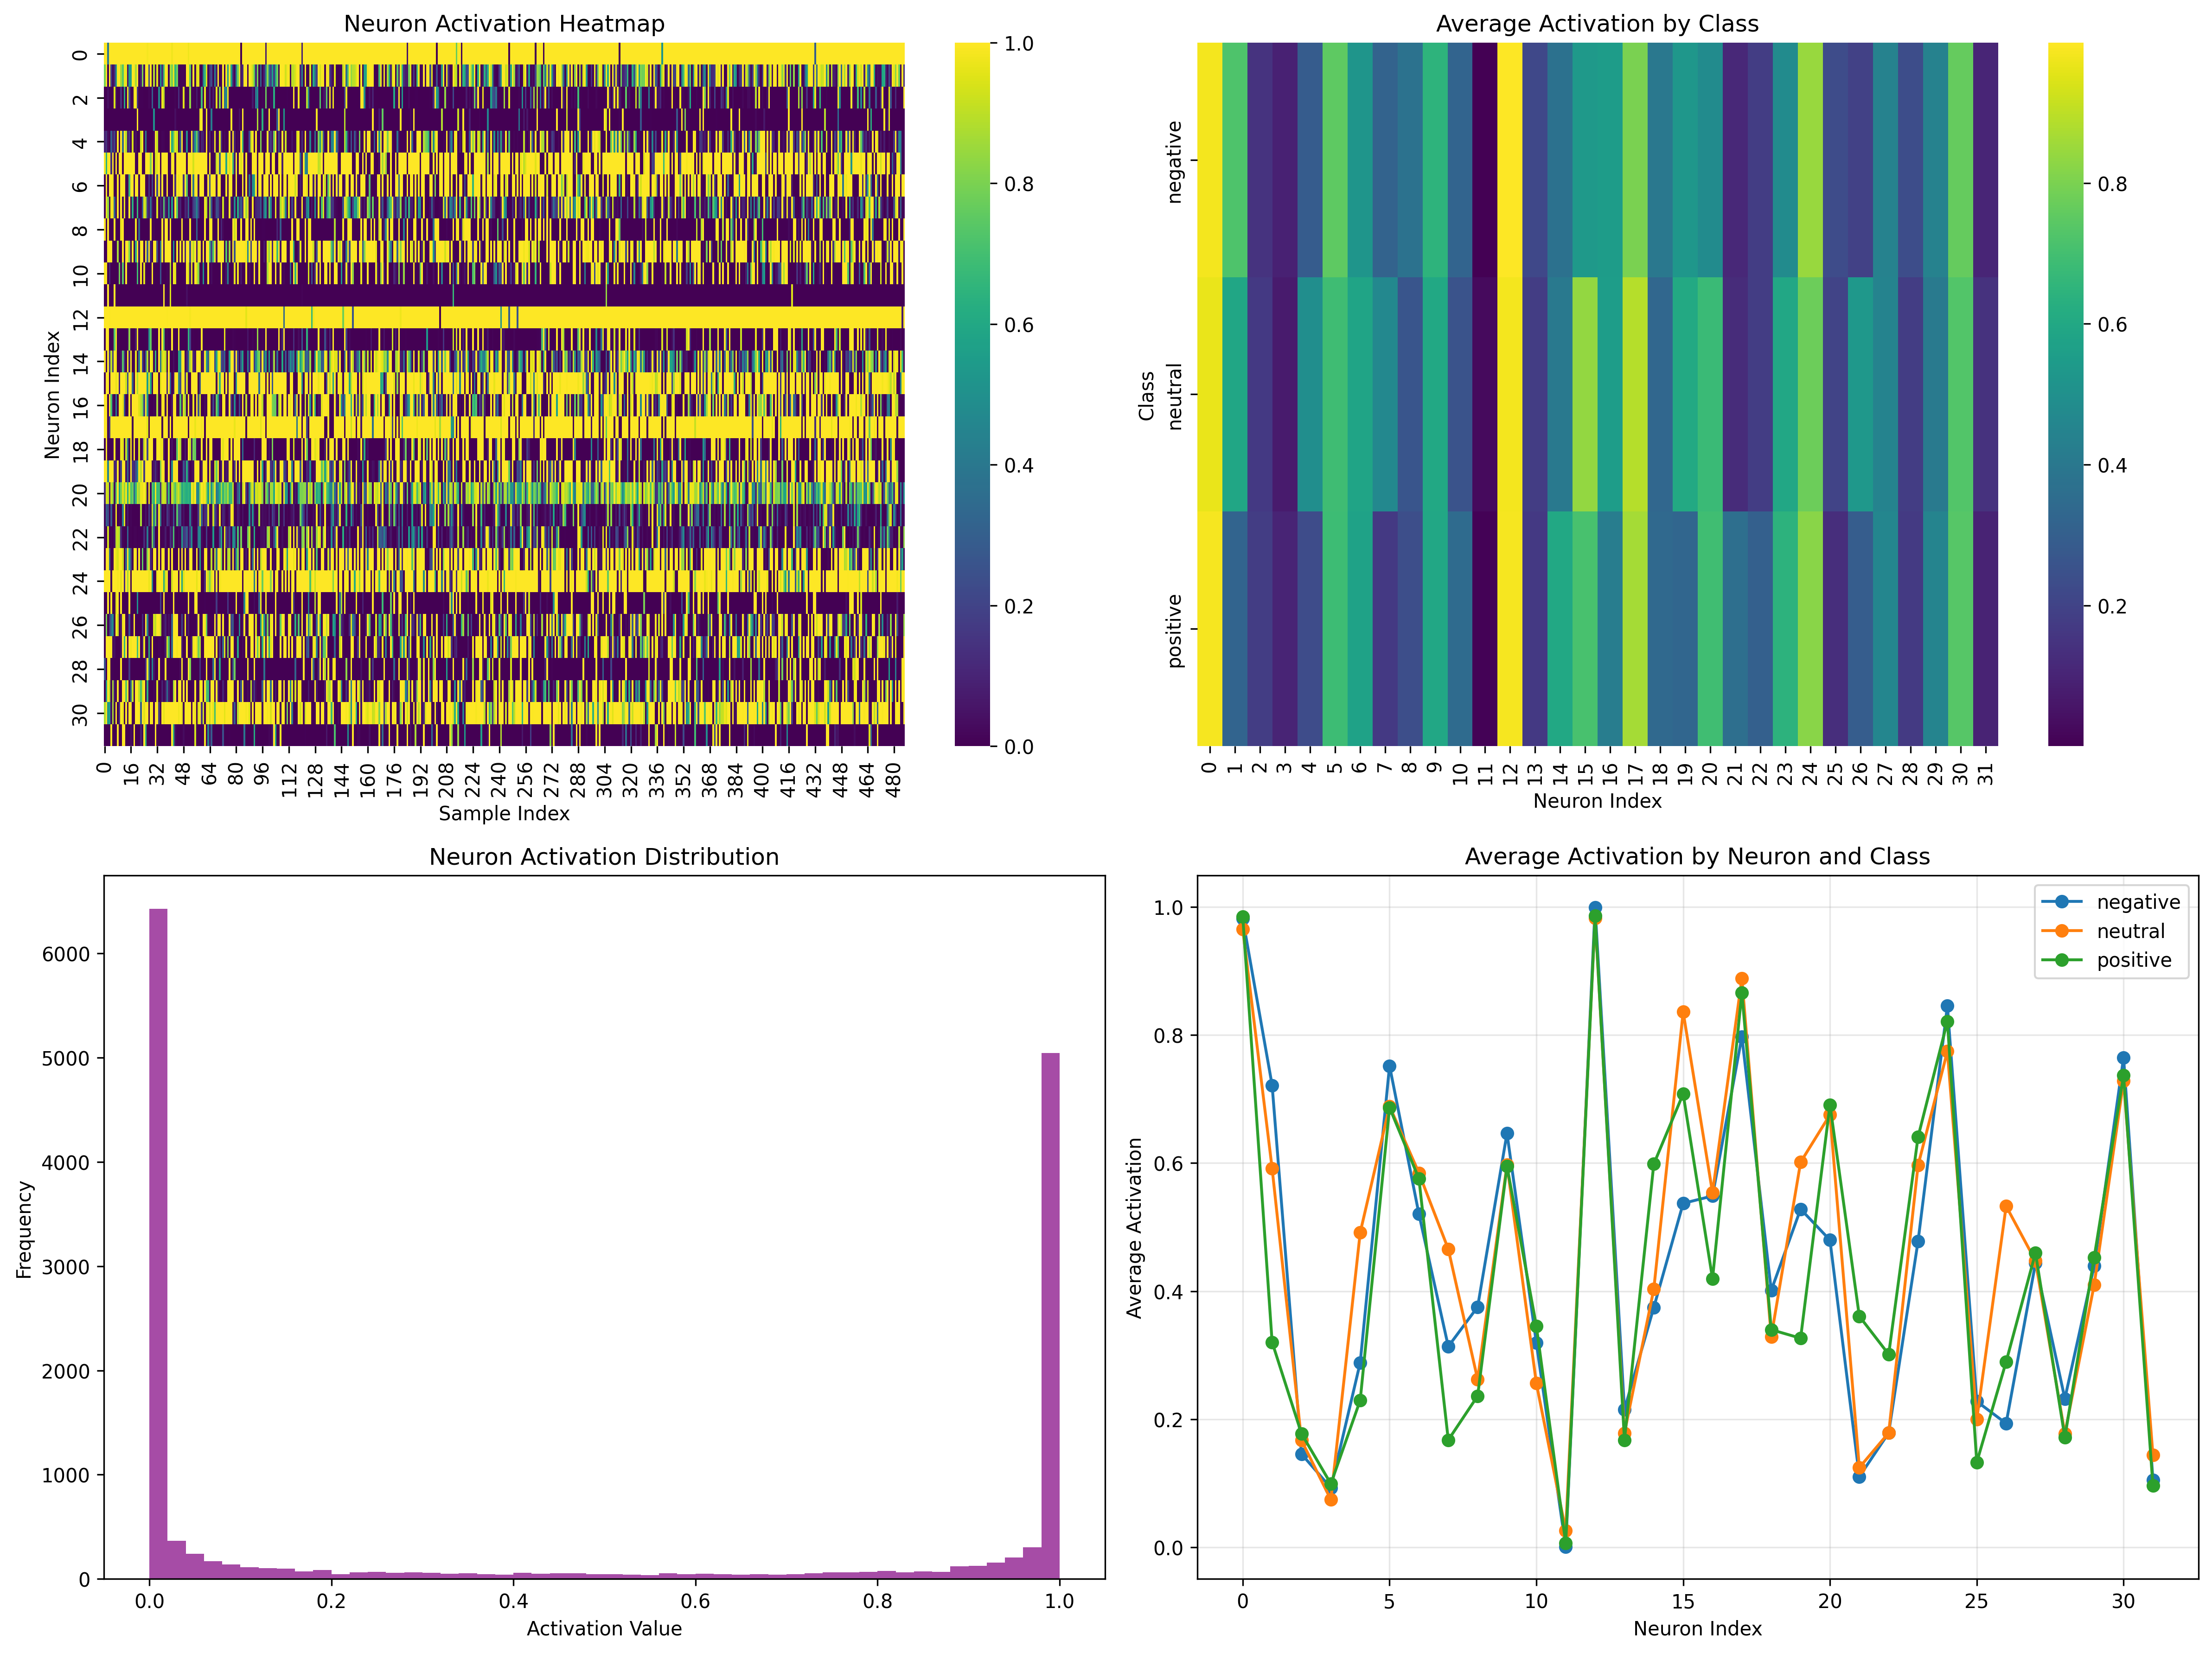 Neuron Activation Heatmap
Neuron Index
0
2
4
6
8
10
12
14
16
18
20
22
24
26
28
30
0 16 32 48 64 80 96 112 128 144 160 176 192 208 224 240 256 272 288 304 320 336 352 368 384 400 416 432 448 464 480
Sample Index
1.0
0.8
0.6
0.4
0.2
0.0
Average Activation by Class
Class
negative
neutral
positive
0 1 2 3 4 5 6 7 8 9 10 11 12 13 14 15 16 17 18 19 20 21 22 23 24 25 26 27 28 29 30 31
Neuron Index
0.8
0.6
0.4
0.2
Neuron Activation Distribution
Frequency
6000
5000
4000
3000
2000
1000
0
0.0 0.2 0.4 0.6 0.8 1.0
Activation Value
Average Activation by Neuron and Class
Average Activation
1.0
0.8
0.6
0.4
0.2
0.0
0 5 10 15 20 25 30
Neuron Index
negative
neutral
positive